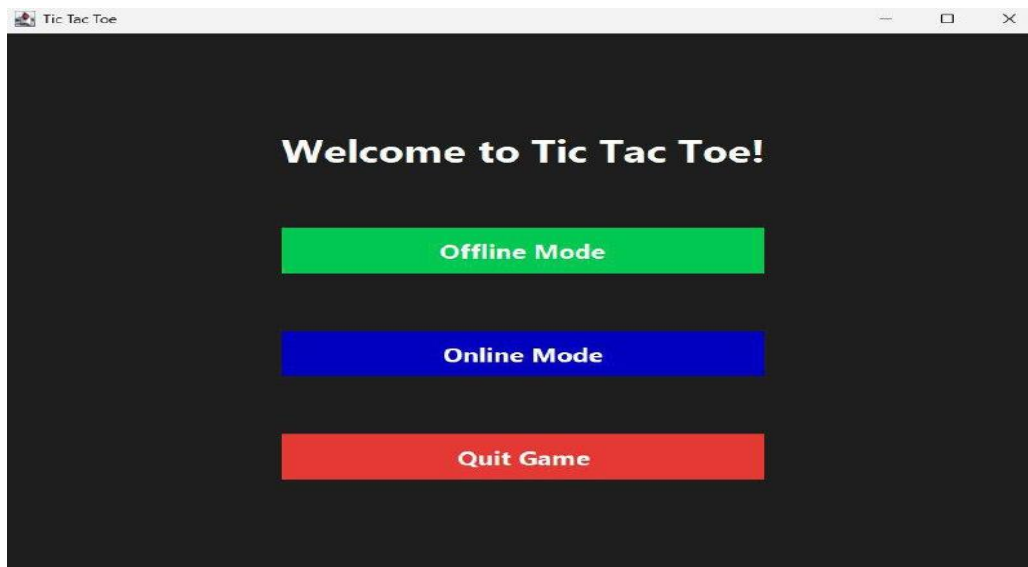 Tic Tac Toe
Welcome to Tic Tac Toe!
Offline Mode
Online Mode
Quit Game